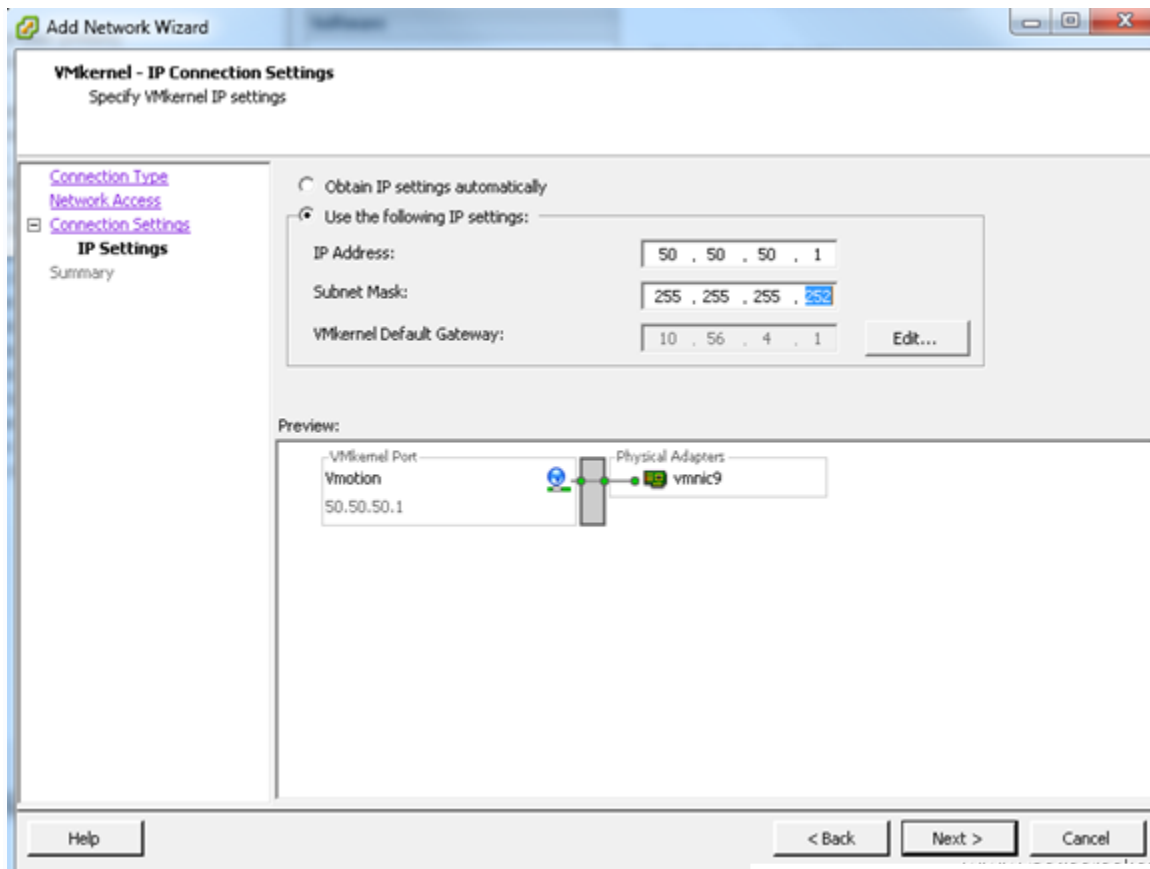 Add Network Wizard
VMkernel - IP Connection Settings
Specify VMkernel IP settings
Connection Type
Network Access
Connection Settings
IP Settings
Summary
Obtain IP settings automatically
Use the following IP settings:
IP Address: 50 . 50 . 50 . 1
Subnet Mask: 255 . 255 . 255 . 252
VMkernel Default Gateway: 10 . 56 . 4 . 1 Edit...
Preview:
VMkernel Port
Vmotion
50.50.50.1
Physical Adapters
vmnic9
Help
< Back
Next >
Cancel